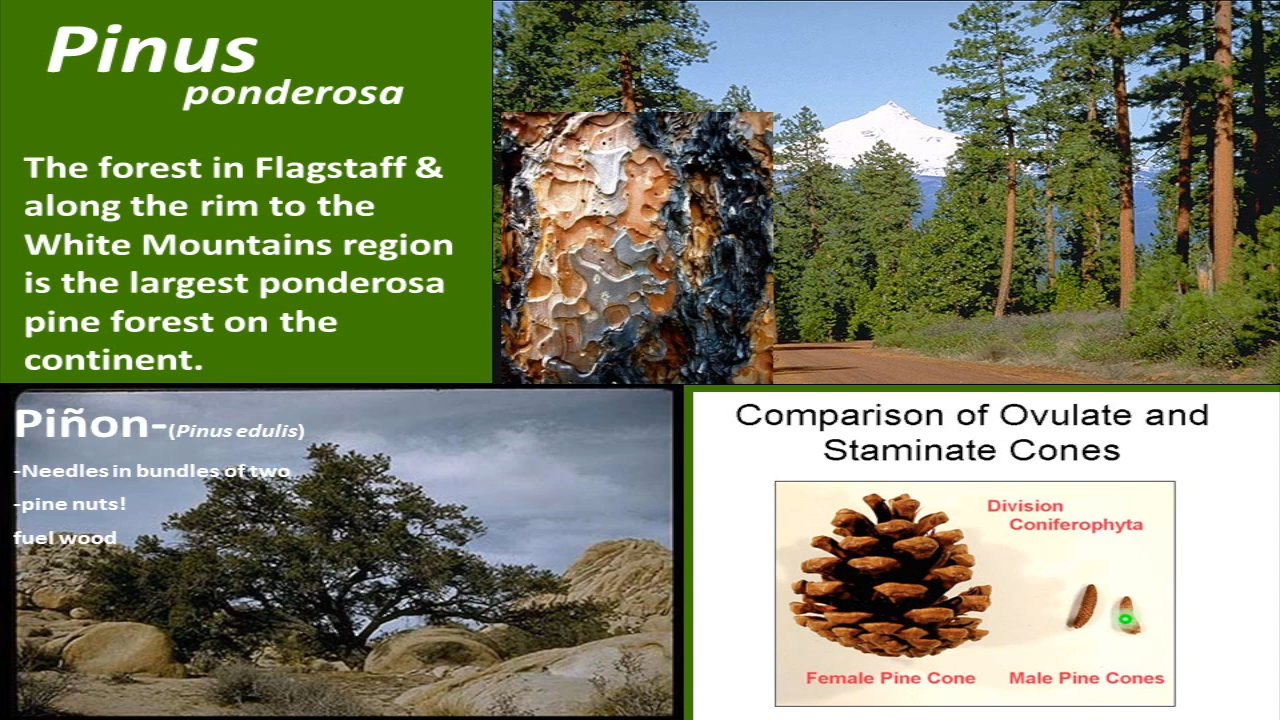 Pinus
ponderosa
The forest in Flagstaff &
along the rim to the
White Mountains region
is the largest ponderosa
pine forest on the
continent.
Piñon-(Pinus edulis)
-Needles in bundles of two
-pine nuts!
fuel wood
Comparison of Ovulate and
Staminate Cones
Division
Coniferophyta
Female Pine Cone
Male Pine Cones